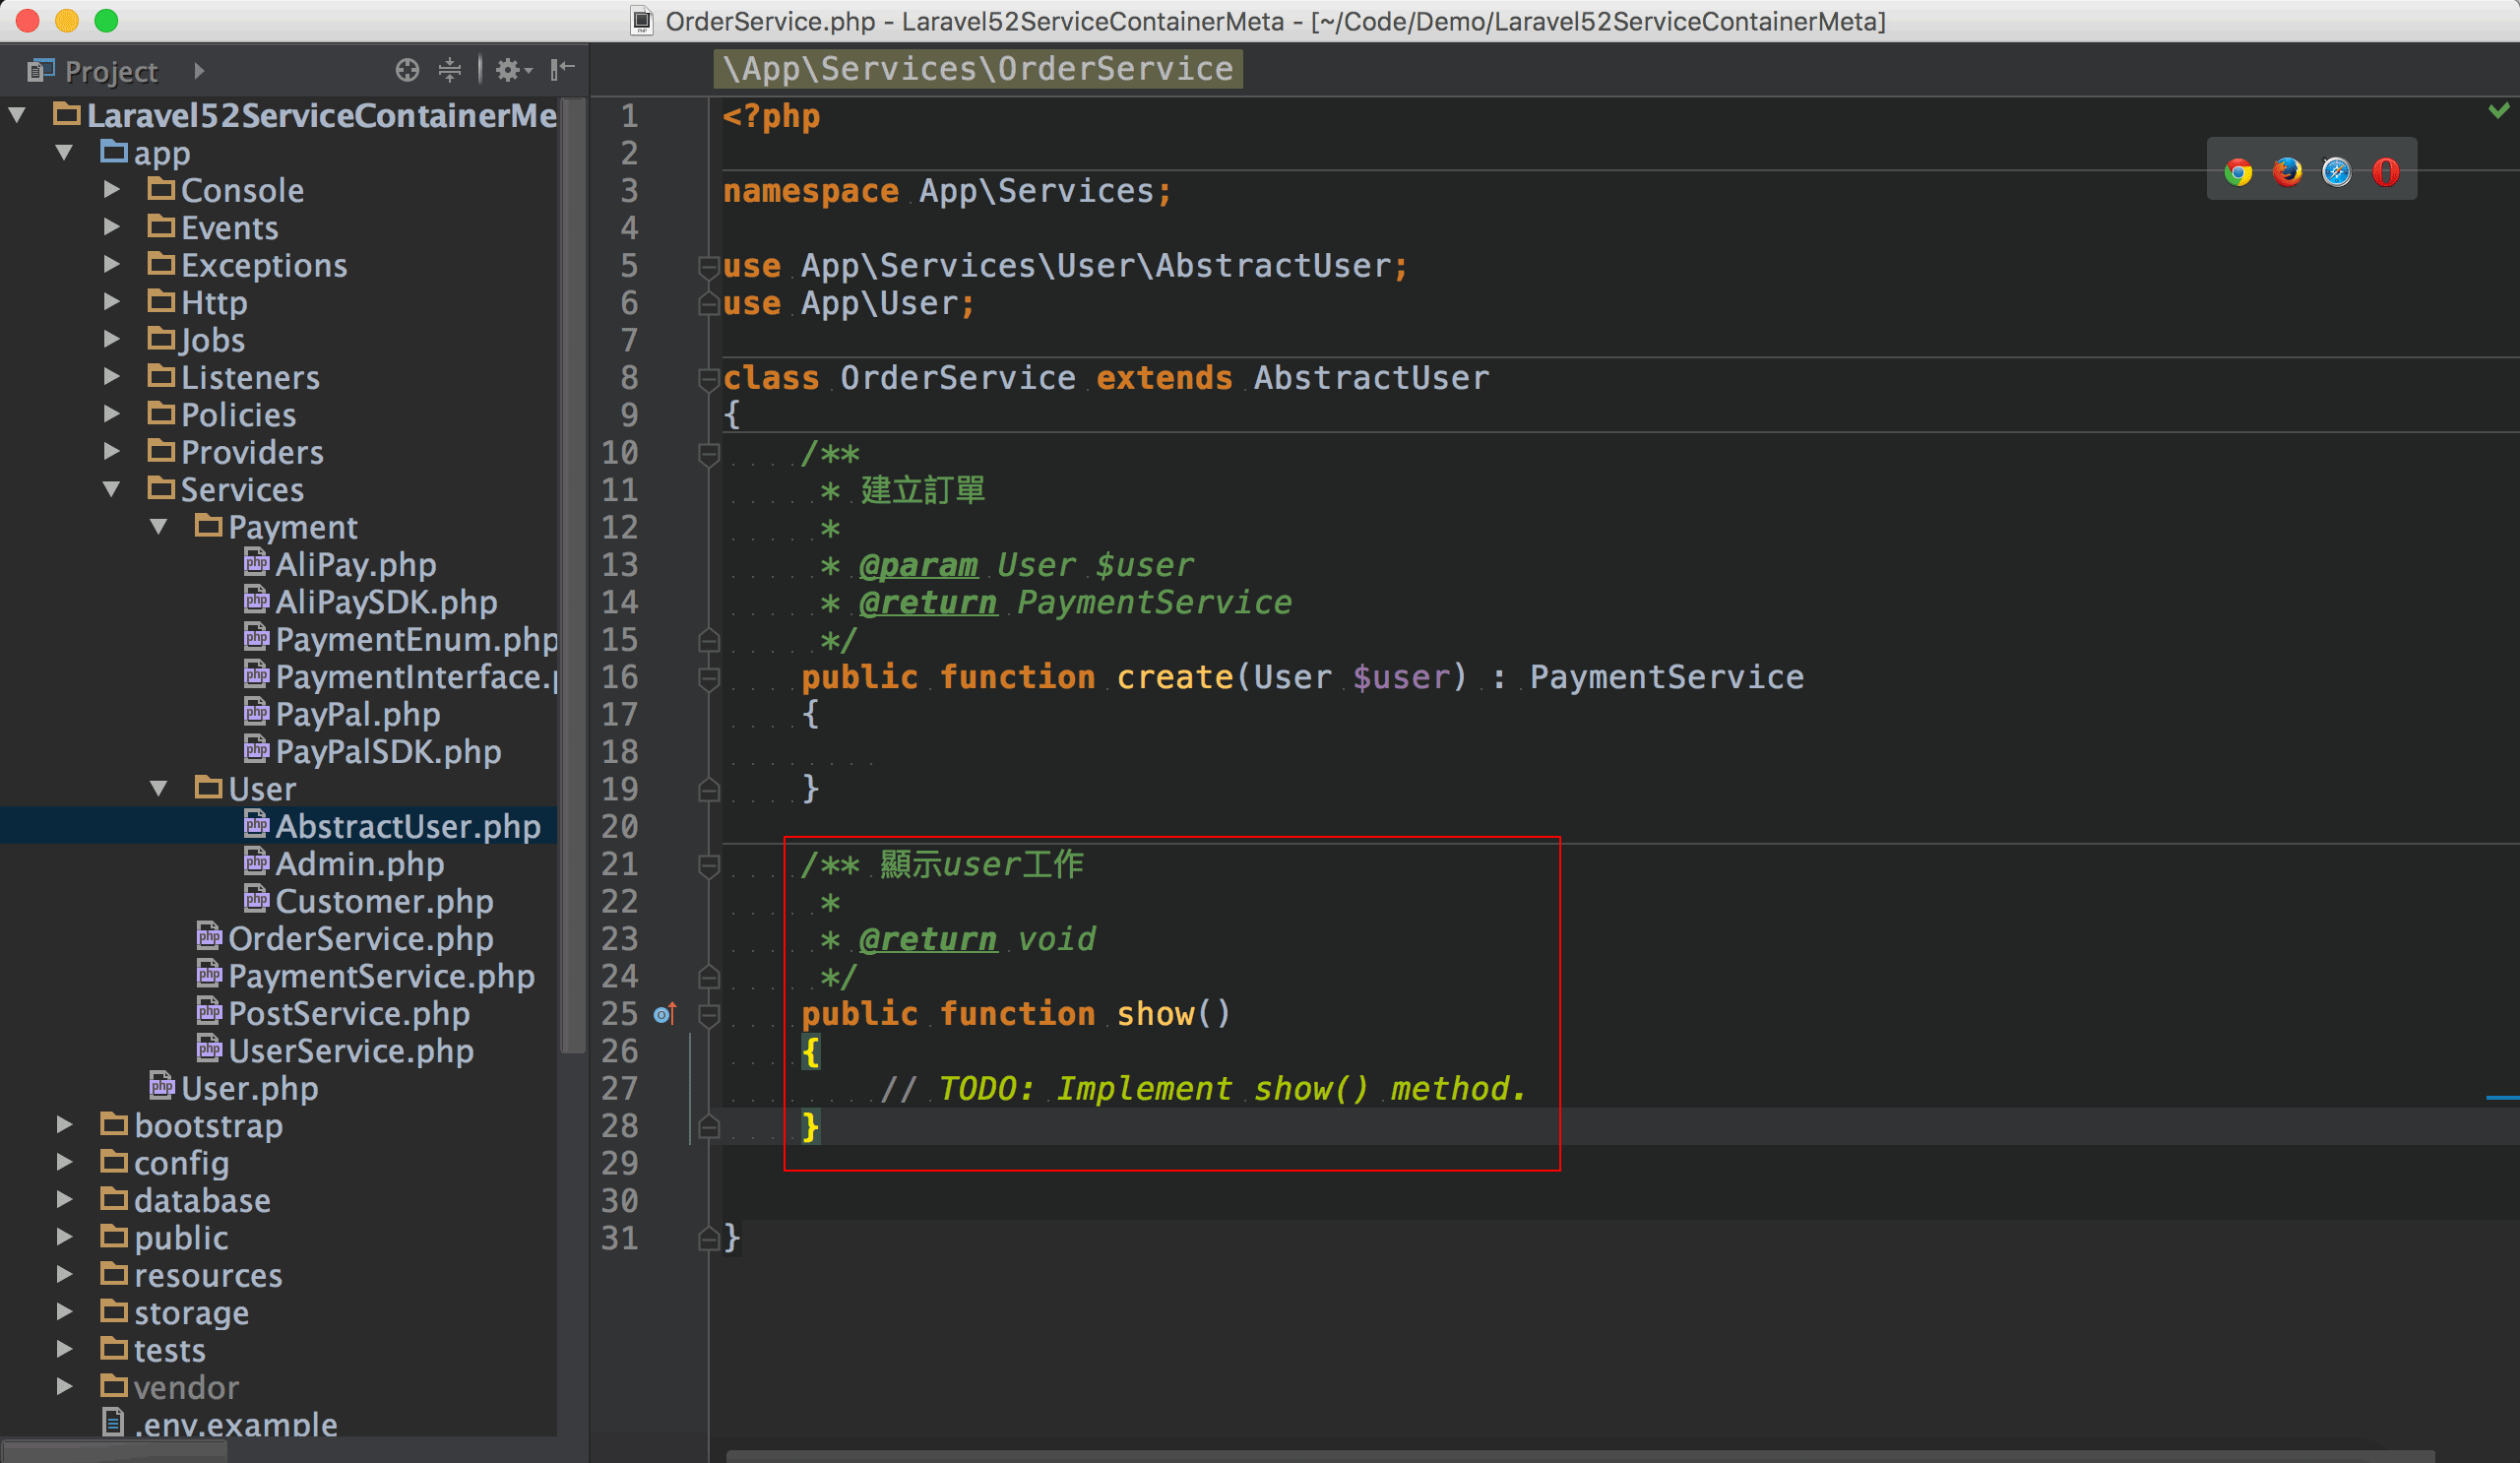 OrderService.php - Laravel52ServiceContainerMeta - [~/Code/Demo/Laravel52ServiceContainerMeta]
Project
Laravel52ServiceContainerMe
app
Console
Events
Exceptions
Http
Jobs
Listeners
Policies
Providers
Services
Payment
AliPay.php
AliPaySDK.php
PaymentEnum.php
PaymentInterface.p
PayPal.php
PayPalSDK.php
User
AbstractUser.php
Admin.php
Customer.php
OrderService.php
PaymentService.php
PostService.php
UserService.php
User.php
bootstrap
config
database
public
resources
storage
tests
vendor
.env.example
\App\Services\OrderService
1 <?php
2
3 namespace App\Services;
4
5 use App\Services\User\AbstractUser;
6 use App\User;
7
8 class OrderService extends AbstractUser
9 {
10 /**
11 * 建立訂單
12 *
13 * @param User $user
14 * @return PaymentService
15 */
16 public function create(User $user) : PaymentService
17 {
18
19 }
20
21 /** 顯示user工作
22 *
23 * @return void
24 */
25 public function show()
26 {
27 // TODO: Implement show() method.
28 }
29
30
31 }